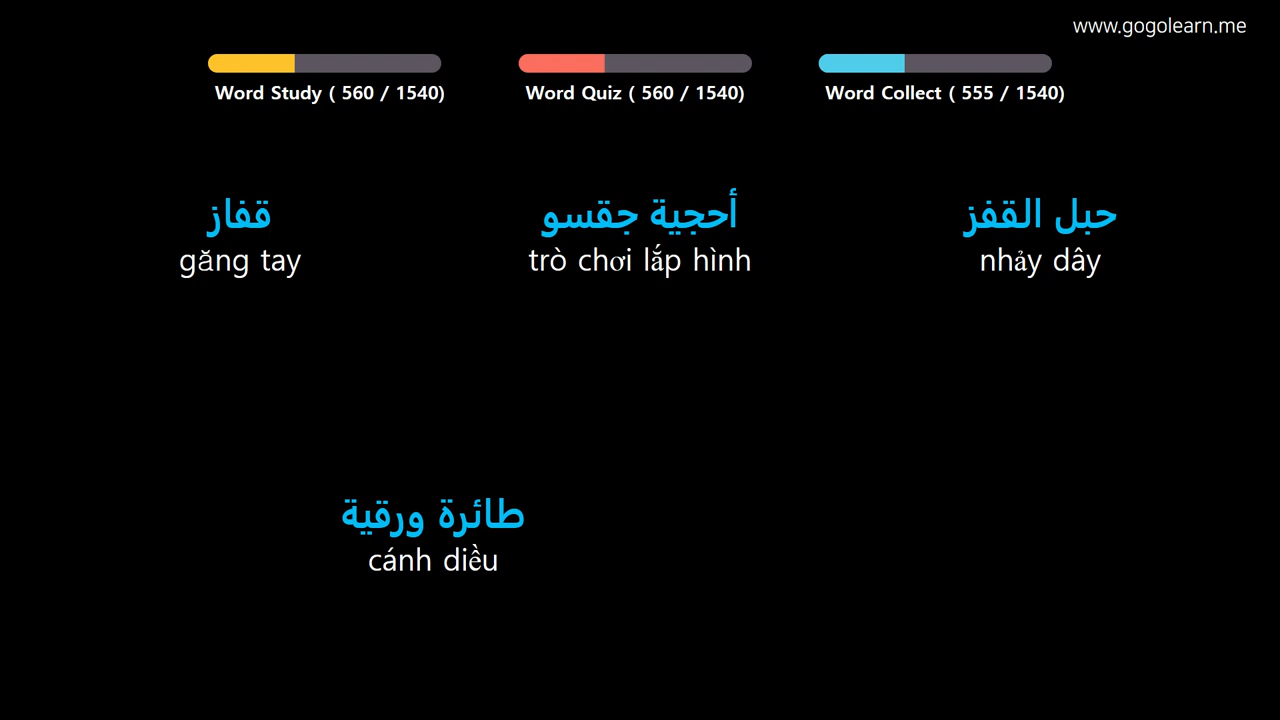 www.gogolearn.me
Word Study ( 560 / 1540)
Word Quiz ( 560 / 1540)
Word Collect ( 555 / 1540)
قفاز
găng tay
أحجية جقسو
trò chơi lắp hình
حبل القفز
nhảy dây
طائرة ورقية
cánh diều